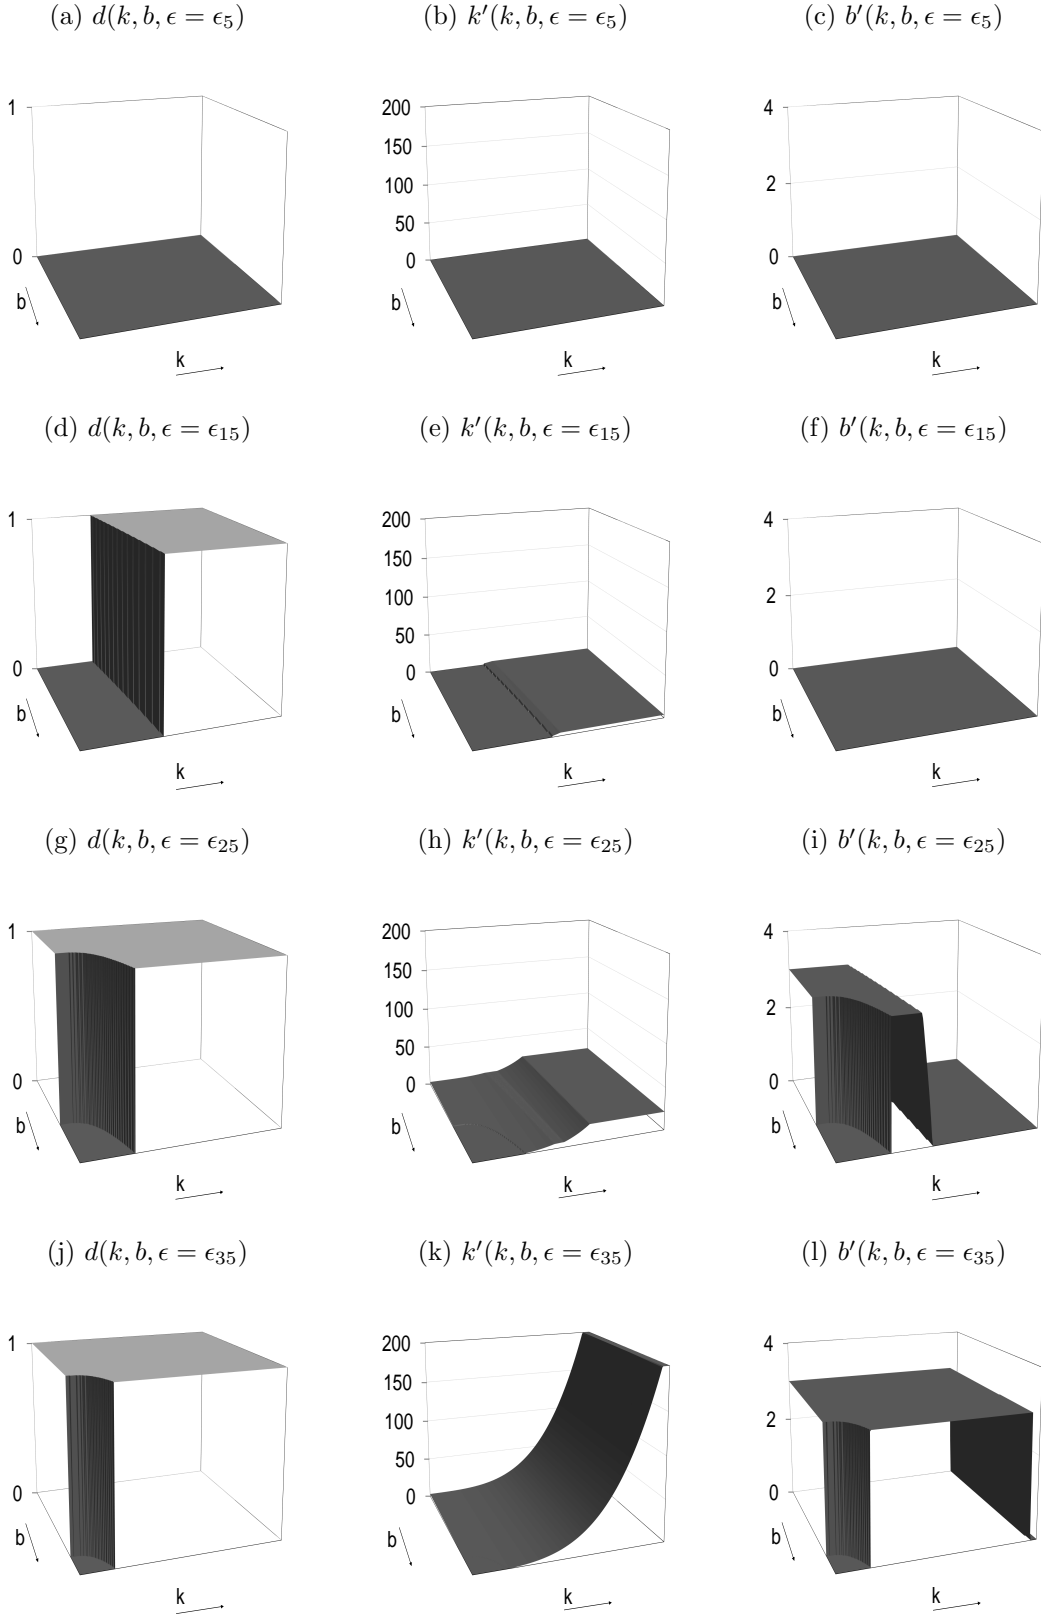 (a) d(k, b, ϵ = ϵ₅) (b) k′(k, b, ϵ = ϵ₅) (c) b′(k, b, ϵ = ϵ₅)
1 200 4
150
100 2
50
0 0 0
b b b
k k k
(d) d(k, b, ϵ = ϵ₁₅) (e) k′(k, b, ϵ = ϵ₁₅) (f) b′(k, b, ϵ = ϵ₁₅)
1 200 4
150
100 2
50
0 0 0
b b b
k k k
(g) d(k, b, ϵ = ϵ₂₅) (h) k′(k, b, ϵ = ϵ₂₅) (i) b′(k, b, ϵ = ϵ₂₅)
1 200 4
150
100 2
50
0 0 0
b b b
k k k
(j) d(k, b, ϵ = ϵ₃₅) (k) k′(k, b, ϵ = ϵ₃₅) (l) b′(k, b, ϵ = ϵ₃₅)
1 200 4
150
100 2
50
0 0 0
b b b
k k k